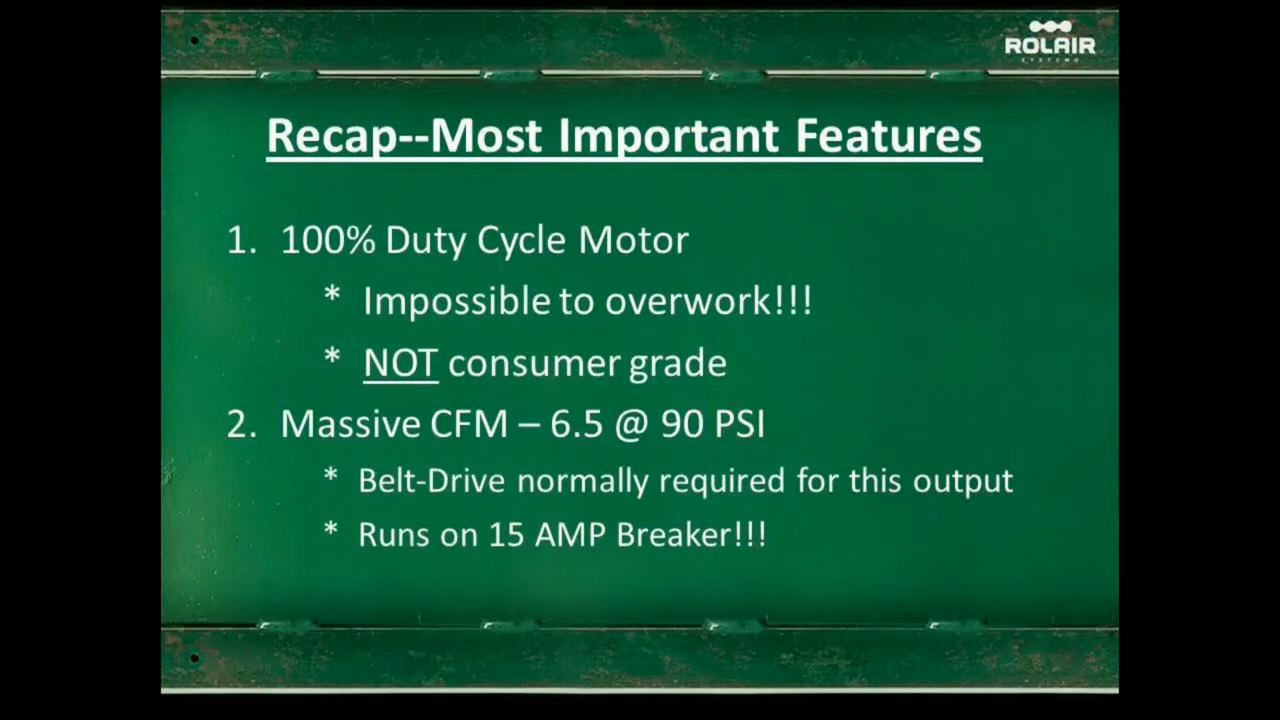 ROLAIR
SYSTEMS
Recap--Most Important Features
1. 100% Duty Cycle Motor
* Impossible to overwork!!!
* NOT consumer grade
2. Massive CFM – 6.5 @ 90 PSI
* Belt-Drive normally required for this output
* Runs on 15 AMP Breaker!!!